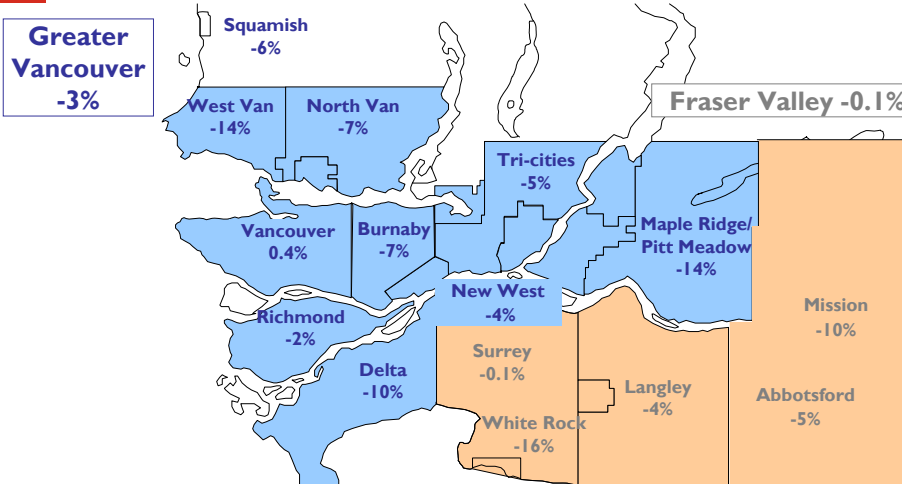 Squamish
-6%
Greater
Vancouver
-3%
West Van
-14%
North Van
-7%
Fraser Valley -0.1%
Tri-cities
-5%
Vancouver
0.4%
Burnaby
-7%
Maple Ridge/
Pitt Meadow
-14%
New West
-4%
Richmond
-2%
Mission
-10%
Surrey
-0.1%
Delta
-10%
Langley
-4%
Abbotsford
-5%
White Rock
-16%